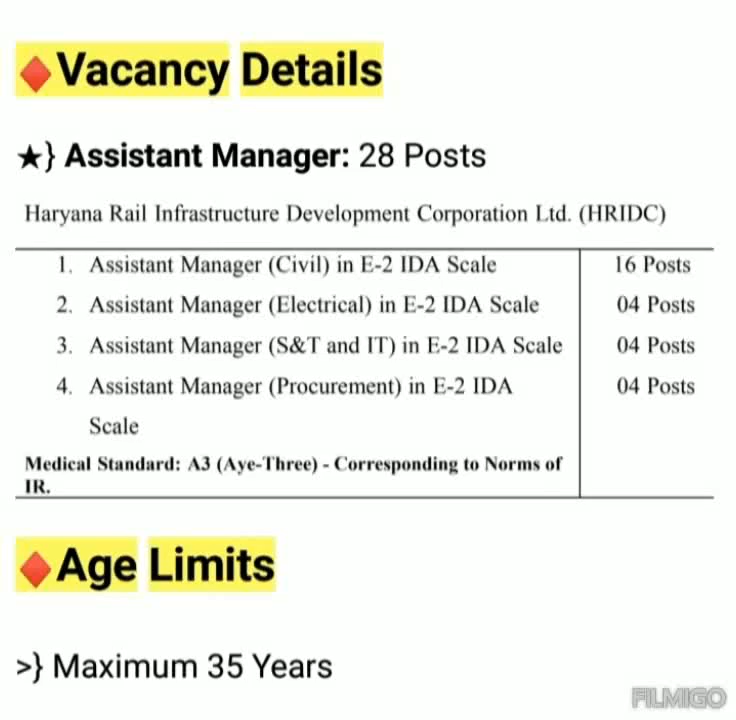 ♦Vacancy Details
★} Assistant Manager: 28 Posts
Haryana Rail Infrastructure Development Corporation Ltd. (HRIDC)
1. Assistant Manager (Civil) in E-2 IDA Scale 16 Posts
2. Assistant Manager (Electrical) in E-2 IDA Scale 04 Posts
3. Assistant Manager (S&T and IT) in E-2 IDA Scale 04 Posts
4. Assistant Manager (Procurement) in E-2 IDA 04 Posts
Scale
Medical Standard: A3 (Aye-Three) - Corresponding to Norms of
IR.
♦Age Limits
>} Maximum 35 Years
FILMIGO